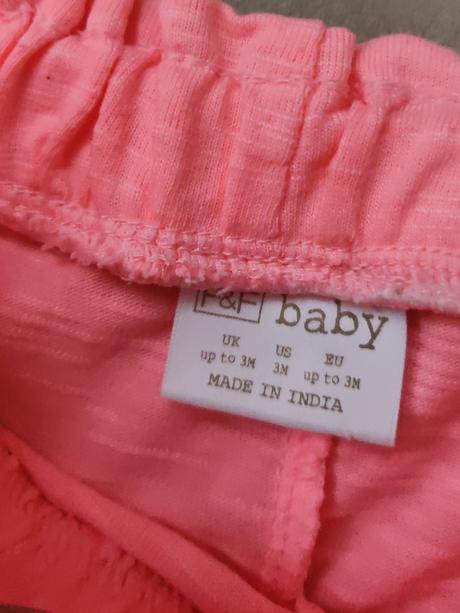 F&F baby
UK US EU
up to 3M 3M up to 3M
MADE IN INDIA